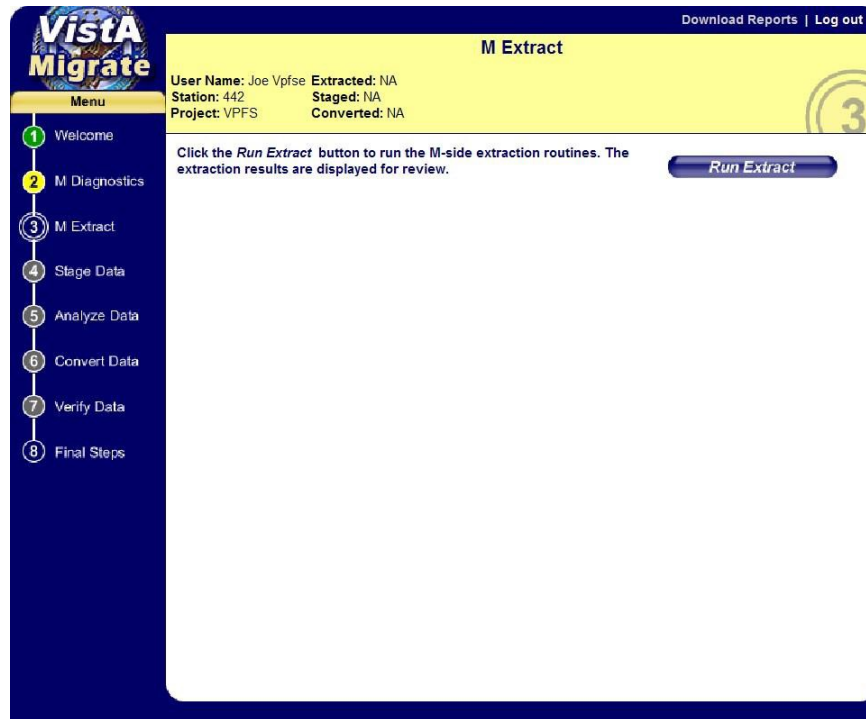 VistA
Migrate
Download Reports | Log out
M Extract
User Name: Joe Vpfse Extracted: NA
Station: 442 Staged: NA
Project: VPFS Converted: NA
3
Menu
1 Welcome
2 M Diagnostics
3 M Extract
4 Stage Data
5 Analyze Data
6 Convert Data
7 Verify Data
8 Final Steps
Click the Run Extract button to run the M-side extraction routines. The
extraction results are displayed for review.
Run Extract